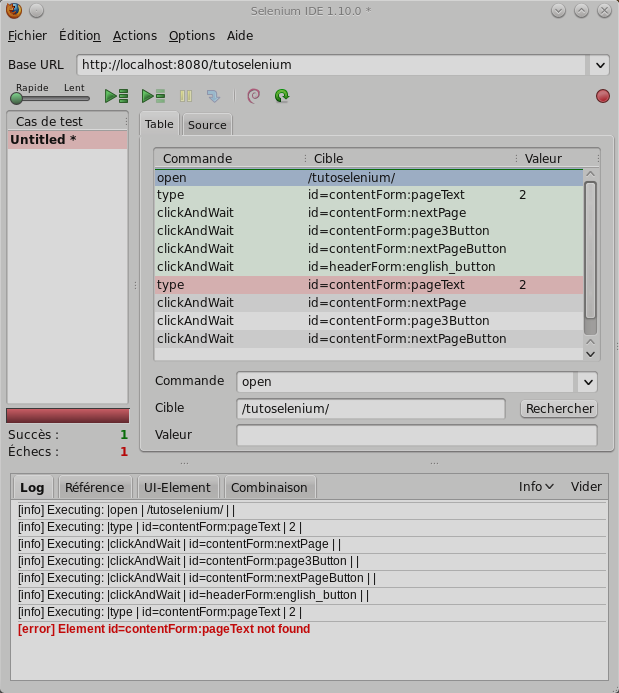 Selenium IDE 1.10.0 *
Fichier Édition Actions Options Aide
Base URL http://localhost:8080/tutoselenium
Rapide Lent
Cas de test
Untitled *
Table Source
Commande Cible Valeur
open /tutoselenium/
type id=contentForm:pageText 2
clickAndWait id=contentForm:nextPage
clickAndWait id=contentForm:page3Button
clickAndWait id=contentForm:nextPageButton
clickAndWait id=headerForm:english_button
type id=contentForm:pageText 2
clickAndWait id=contentForm:nextPage
clickAndWait id=contentForm:page3Button
clickAndWait id=contentForm:nextPageButton
Commande open
Cible /tutoselenium/ Rechercher
Valeur
Succès : 1
Échecs : 1
Log Référence UI-Element Combinaison Info Vider
[info] Executing: |open | /tutoselenium/ | |
[info] Executing: |type | id=contentForm:pageText | 2 |
[info] Executing: |clickAndWait | id=contentForm:nextPage | |
[info] Executing: |clickAndWait | id=contentForm:page3Button | |
[info] Executing: |clickAndWait | id=contentForm:nextPageButton | |
[info] Executing: |clickAndWait | id=headerForm:english_button | |
[info] Executing: |type | id=contentForm:pageText | 2 |
[error] Element id=contentForm:pageText not found